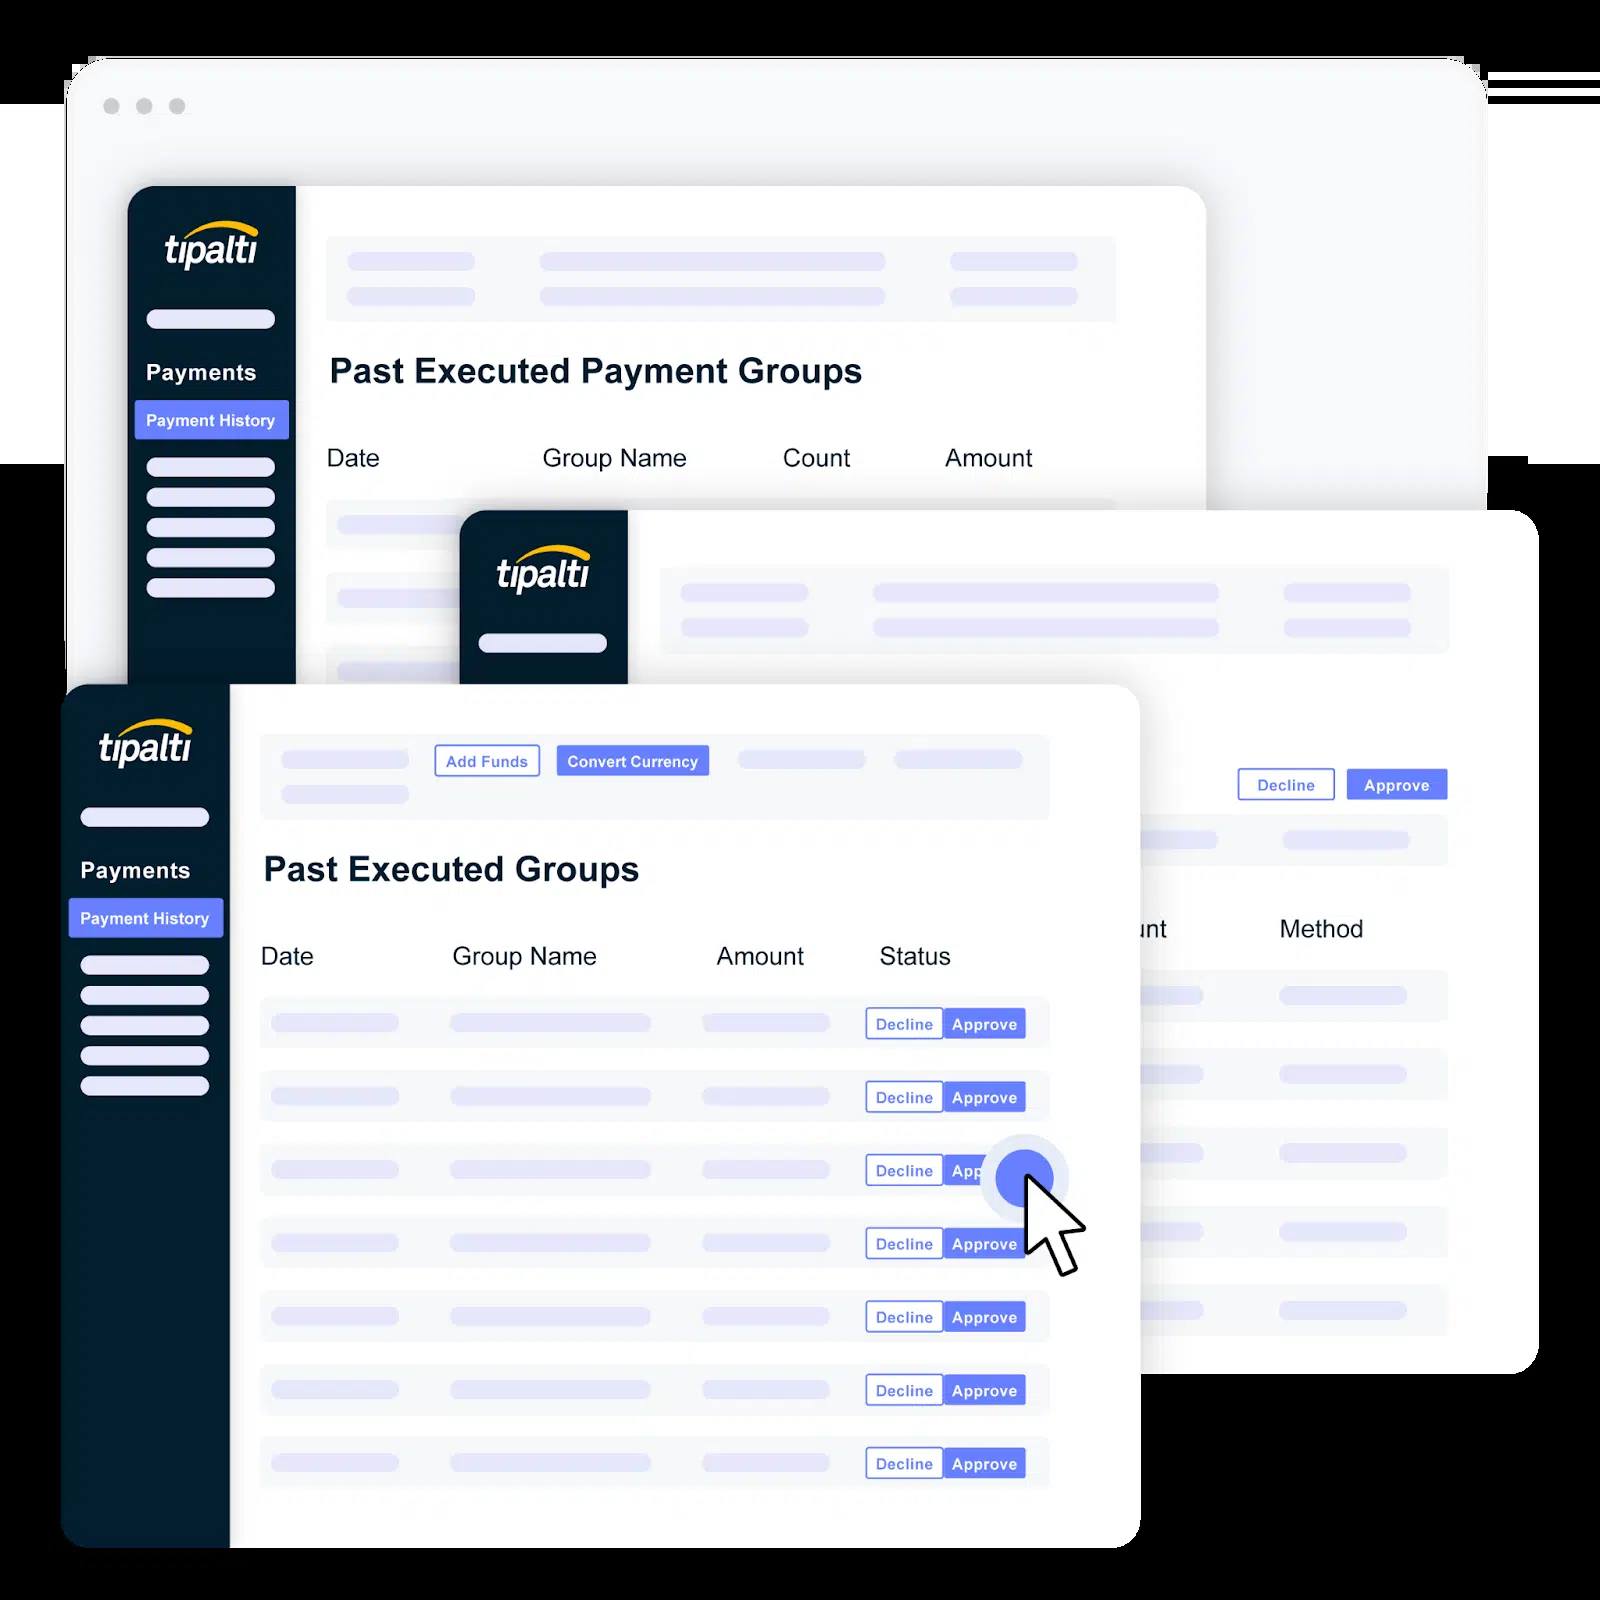 tipalti
Payments
Payment History
Past Executed Payment Groups
Date Group Name Count Amount
tipalti
Decline Approve
Method
tipalti
Payments
Payment History
Add Funds Convert Currency
Past Executed Groups
Date Group Name Amount Status
Decline Approve
Decline Approve
Decline
Decline Approve
Decline Approve
Decline Approve
Decline Approve